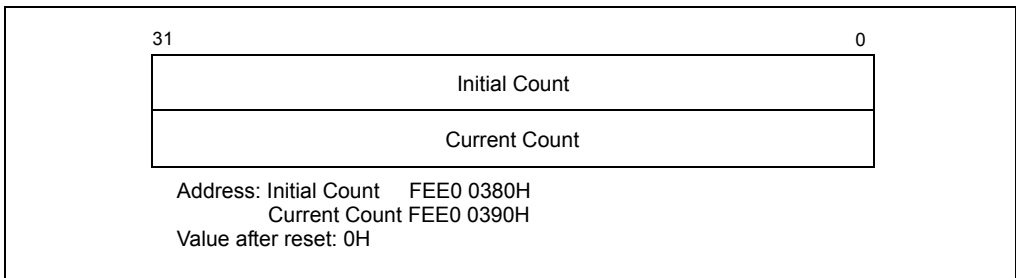 31 0
Initial Count
Current Count
Address: Initial Count FEE0 0380H
Current Count FEE0 0390H
Value after reset: 0H